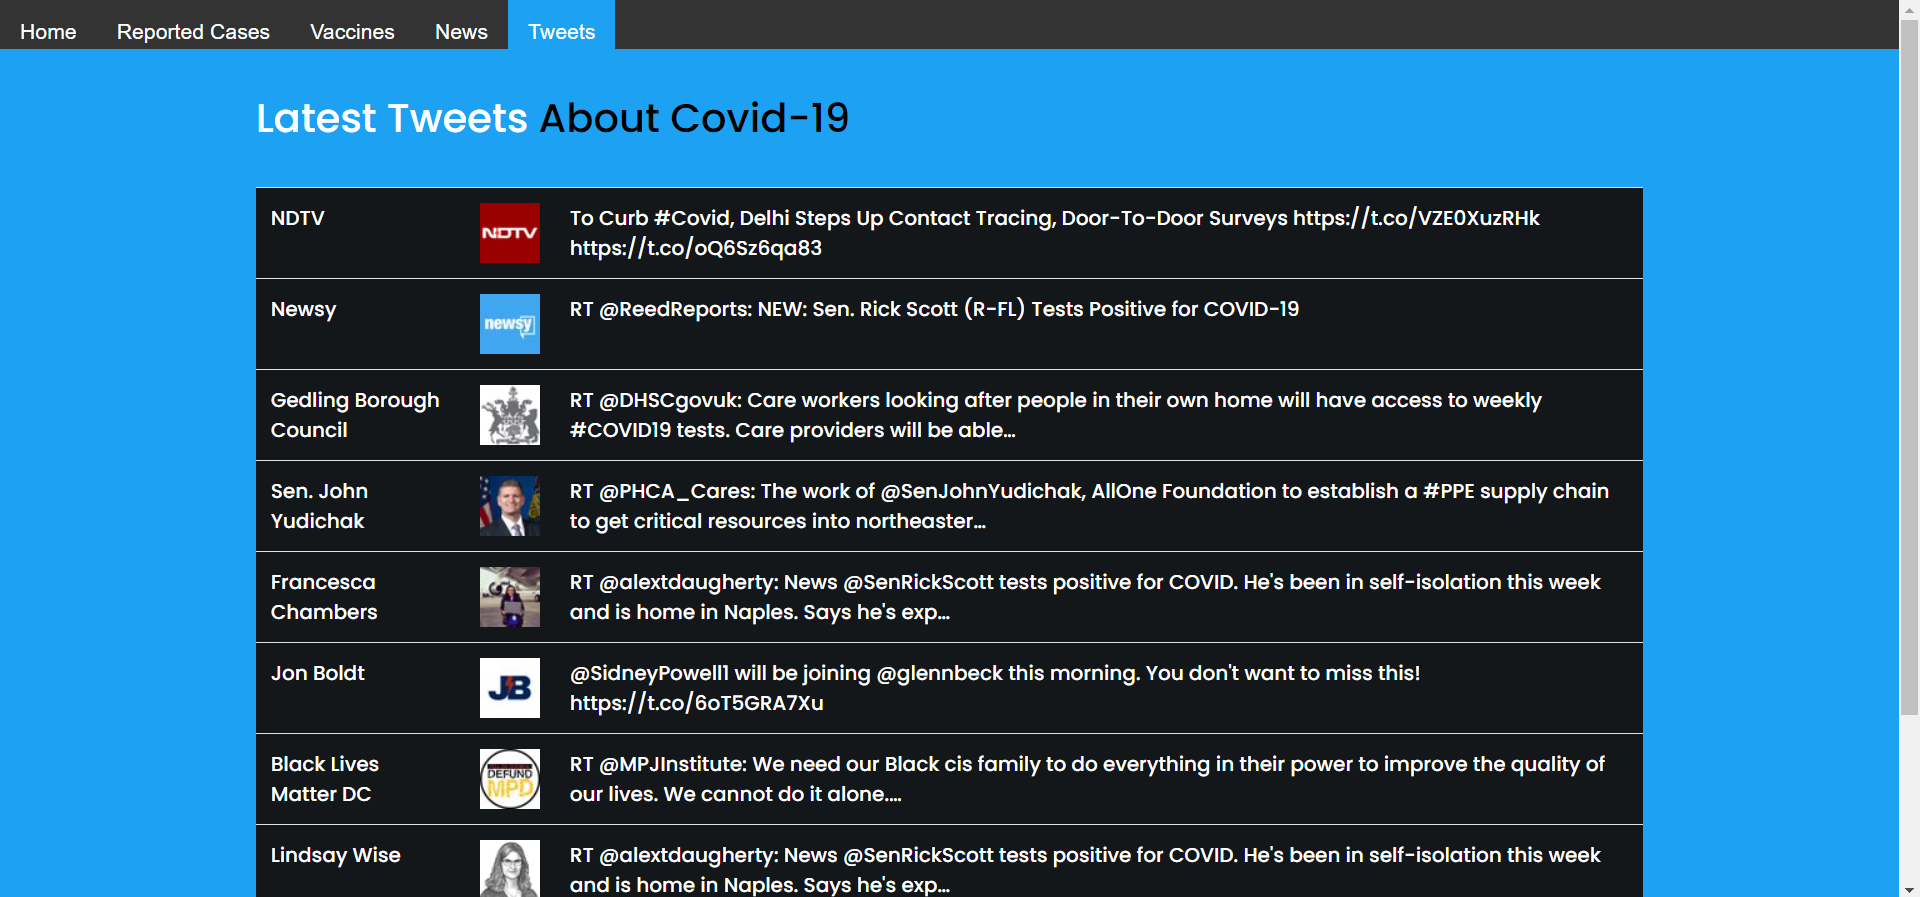 Home Reported Cases Vaccines News Tweets
Latest Tweets About Covid-19
NDTV
NDTV
To Curb #Covid, Delhi Steps Up Contact Tracing, Door-To-Door Surveys https://t.co/VZE0XuzRHk
https://t.co/oQ6Sz6qa83
Newsy
newsy
RT @ReedReports: NEW: Sen. Rick Scott (R-FL) Tests Positive for COVID-19
Gedling Borough
Council
RT @DHSCgovuk: Care workers looking after people in their own home will have access to weekly
#COVID19 tests. Care providers will be able…
Sen. John
Yudichak
RT @PHCA_Cares: The work of @SenJohnYudichak, AllOne Foundation to establish a #PPE supply chain
to get critical resources into northeaster…
Francesca
Chambers
RT @alextdaugherty: News @SenRickScott tests positive for COVID. He's been in self-isolation this week
and is home in Naples. Says he's exp…
Jon Boldt
JB
@SidneyPowell1 will be joining @glennbeck this morning. You don't want to miss this!
https://t.co/6oT5GRA7Xu
Black Lives
Matter DC
DEFUND
MPD
RT @MPJInstitute: We need our Black cis family to do everything in their power to improve the quality of
our lives. We cannot do it alone.…
Lindsay Wise
RT @alextdaugherty: News @SenRickScott tests positive for COVID. He's been in self-isolation this week
and is home in Naples. Says he's exp…